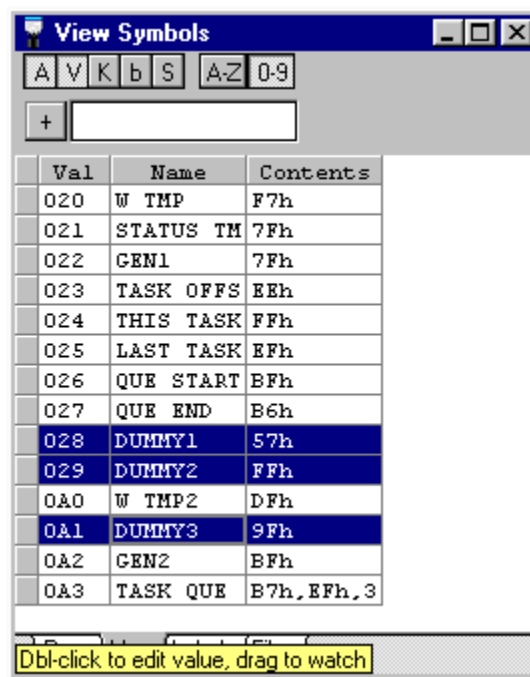 View Symbols
A V K b S A-Z 0-9
+
Val Name Contents
020 W TMP F7h
021 STATUS TM 7Fh
022 GEN1 7Fh
023 TASK OFFS EEh
024 THIS TASK FFh
025 LAST TASK EFh
026 QUE START BFh
027 QUE END B6h
028 DUMMY1 57h
029 DUMMY2 FFh
0A0 W TMP2 DFh
0A1 DUMMY3 9Fh
0A2 GEN2 BFh
0A3 TASK QUE B7h,EFh,3
Dbl-click to edit value, drag to watch